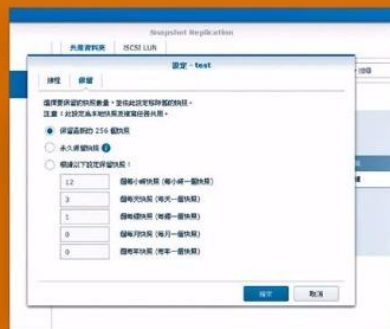 Snapshot Replication
共用資料夾 iSCSI LUN
設定 - test
排程 保留
選擇要保留的快照數量，並依此設定移除舊的快照。
注意：此設定為本地快照及複寫任務共用。
保留最新的 256 個快照
永久保留快照
根據以下設定保留快照：
12 個每小時快照 (每小時一個快照)
3 個每天快照 (每天一個快照)
1 個每週快照 (每週一個快照)
0 個每月快照 (每月一個快照)
0 個每年快照 (每年一個快照)
確定 取消